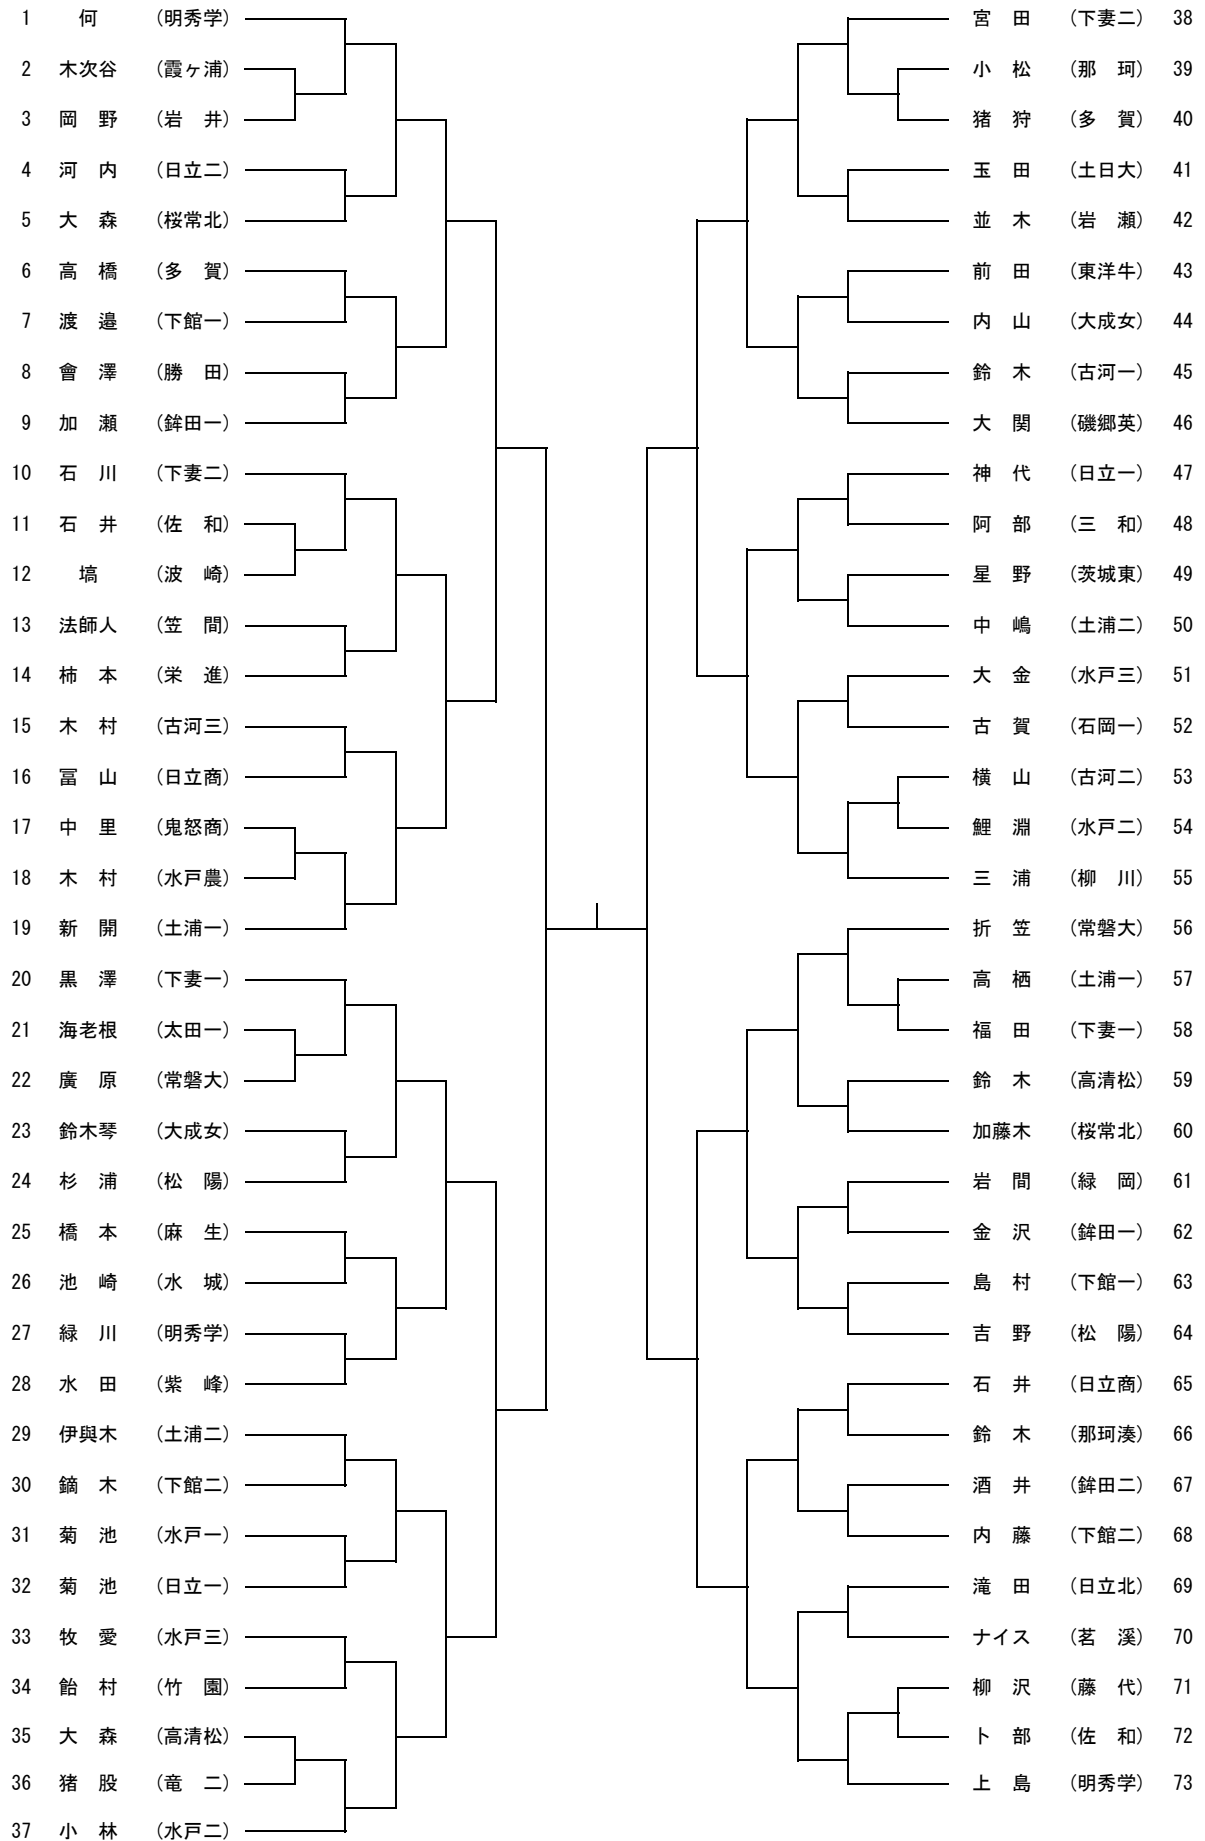 1 何 (明秀学)
2 木次谷 (霞ヶ浦)
3 岡野 (岩井)
4 河内 (日立二)
5 大森 (桜常北)
6 高橋 (多賀)
7 渡邉 (下館一)
8 會澤 (勝田)
9 加瀬 (鉾田一)
10 石川 (下妻二)
11 石井 (佐和)
12 塙 (波崎)
13 法師人 (笠間)
14 柿本 (栄進)
15 木村 (古河三)
16 冨山 (日立商)
17 中里 (鬼怒商)
18 木村 (水戸農)
19 新開 (土浦一)
20 黒澤 (下妻一)
21 海老根 (太田一)
22 廣原 (常磐大)
23 鈴木琴 (大成女)
24 杉浦 (松陽)
25 橋本 (麻生)
26 池崎 (水城)
27 緑川 (明秀学)
28 水田 (紫峰)
29 伊與木 (土浦二)
30 鏑木 (下館二)
31 菊池 (水戸一)
32 菊池 (日立一)
33 牧愛 (水戸三)
34 飴村 (竹園)
35 大森 (高清松)
36 猪股 (竜二)
37 小林 (水戸二)
宮田 (下妻二) 38
小松 (那珂) 39
猪狩 (多賀) 40
玉田 (土日大) 41
並木 (岩瀬) 42
前田 (東洋牛) 43
内山 (大成女) 44
鈴木 (古河一) 45
大関 (磯郷英) 46
神代 (日立一) 47
阿部 (三和) 48
星野 (茨城東) 49
中嶋 (土浦二) 50
大金 (水戸三) 51
古賀 (石岡一) 52
横山 (古河二) 53
鯉淵 (水戸二) 54
三浦 (柳川) 55
折笠 (常磐大) 56
高栖 (土浦一) 57
福田 (下妻一) 58
鈴木 (高清松) 59
加藤木 (桜常北) 60
岩間 (緑岡) 61
金沢 (鉾田一) 62
島村 (下館一) 63
吉野 (松陽) 64
石井 (日立商) 65
鈴木 (那珂湊) 66
酒井 (鉾田二) 67
内藤 (下館二) 68
滝田 (日立北) 69
ナイス (茗溪) 70
柳沢 (藤代) 71
卜部 (佐和) 72
上島 (明秀学) 73